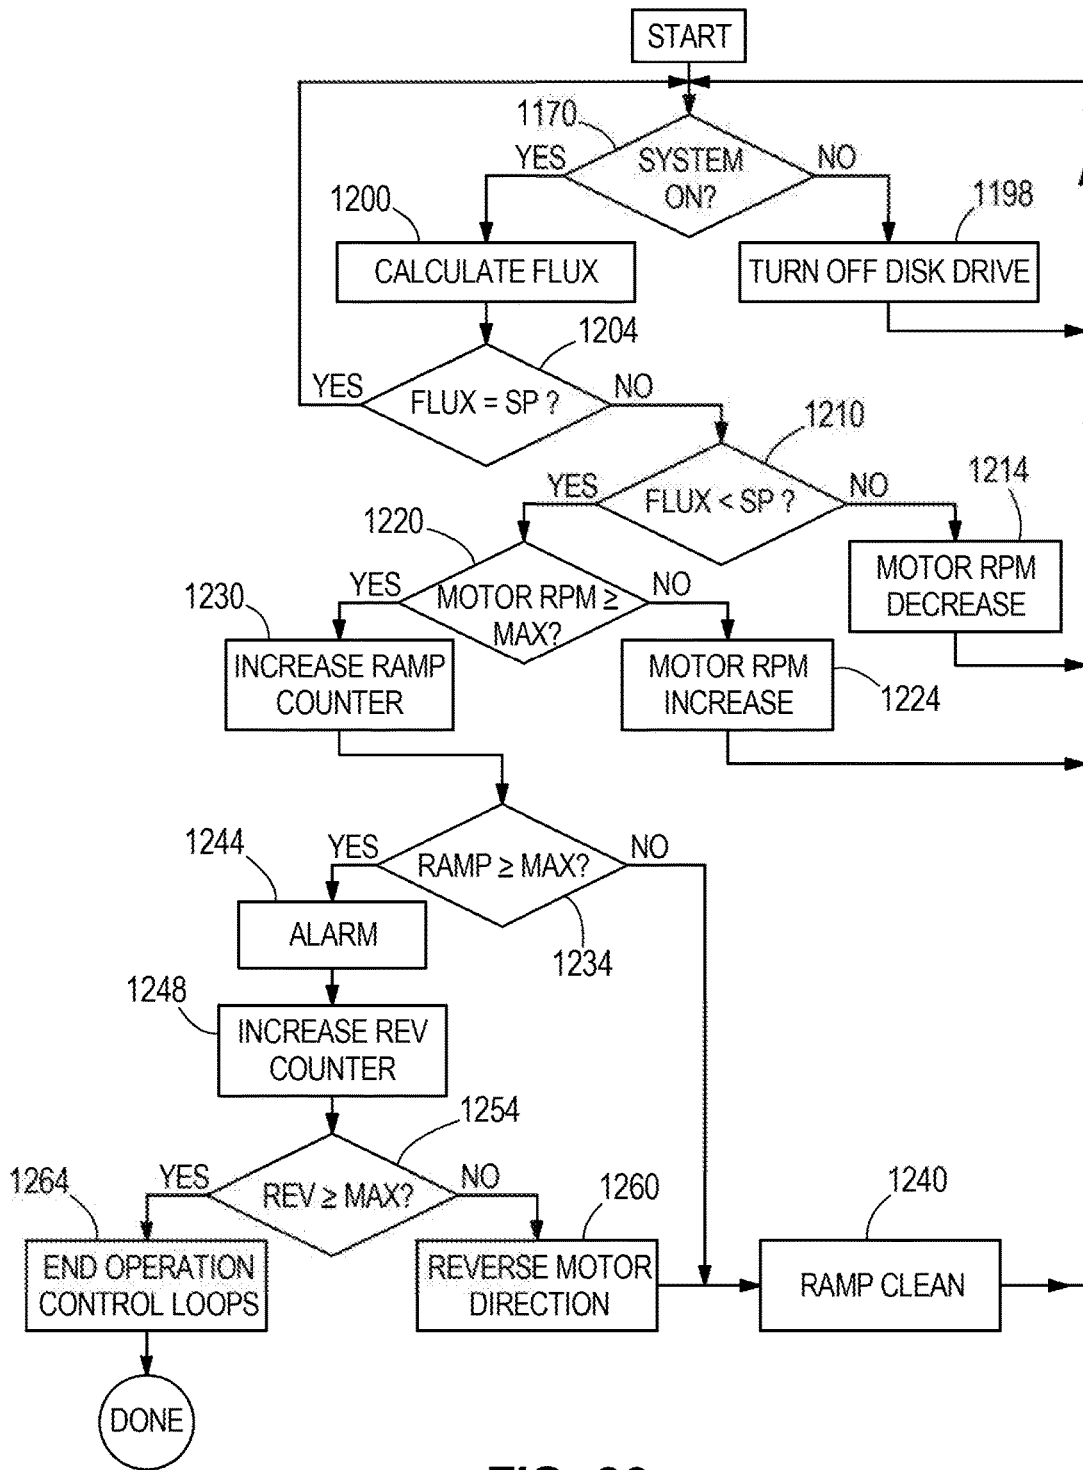 START
1170
YES
SYSTEM
ON?
NO
1200
1198
CALCULATE FLUX
TURN OFF DISK DRIVE
1204
YES
FLUX = SP ?
NO
1210
YES
FLUX < SP ?
NO
1214
1220
MOTOR RPM
DECREASE
YES
MOTOR RPM ≥
MAX?
NO
1230
INCREASE RAMP
COUNTER
MOTOR RPM
INCREASE
1224
1244
YES
RAMP ≥ MAX?
NO
ALARM
1234
1248
INCREASE REV
COUNTER
1254
1264
YES
REV ≥ MAX?
NO
1260
1240
END OPERATION
CONTROL LOOPS
REVERSE MOTOR
DIRECTION
RAMP CLEAN
DONE